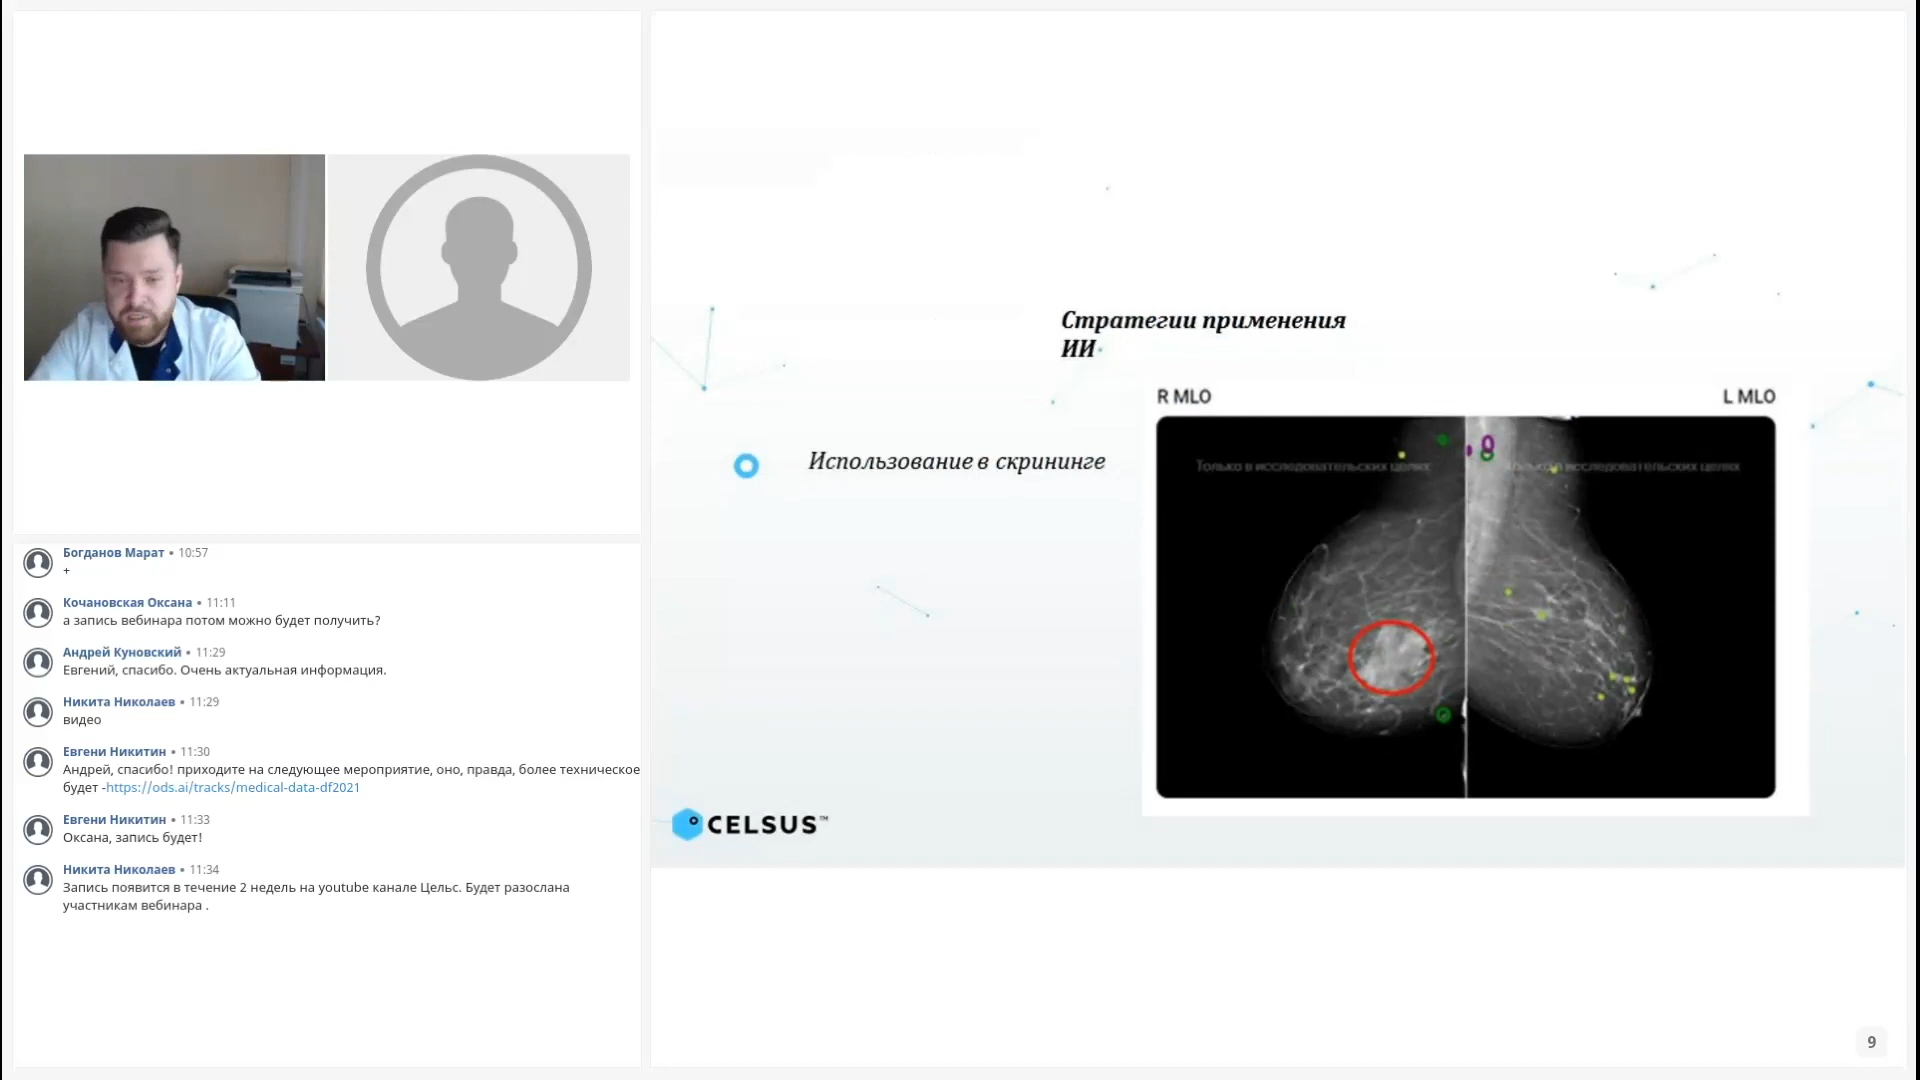 Богданов Марат • 10:57
+
Кочановская Оксана • 11:11
а запись вебинара потом можно будет получить?
Андрей Куновский • 11:29
Евгений, спасибо. Очень актуальная информация.
Никита Николаев • 11:29
видео
Евгени Никитин • 11:30
Андрей, спасибо! приходите на следующее мероприятие, оно, правда, более техническое
будет -https://ods.ai/tracks/medical-data-df2021
Евгени Никитин • 11:33
Оксана, запись будет!
Никита Николаев • 11:34
Запись появится в течение 2 недель на youtube канале Цельс. Будет разослана
участникам вебинара .
Стратегии применения
ИИ
Использование в скрининге
R MLO
L MLO
Только в исследовательских целях
Только в исследовательских целях
CELSUS™
9